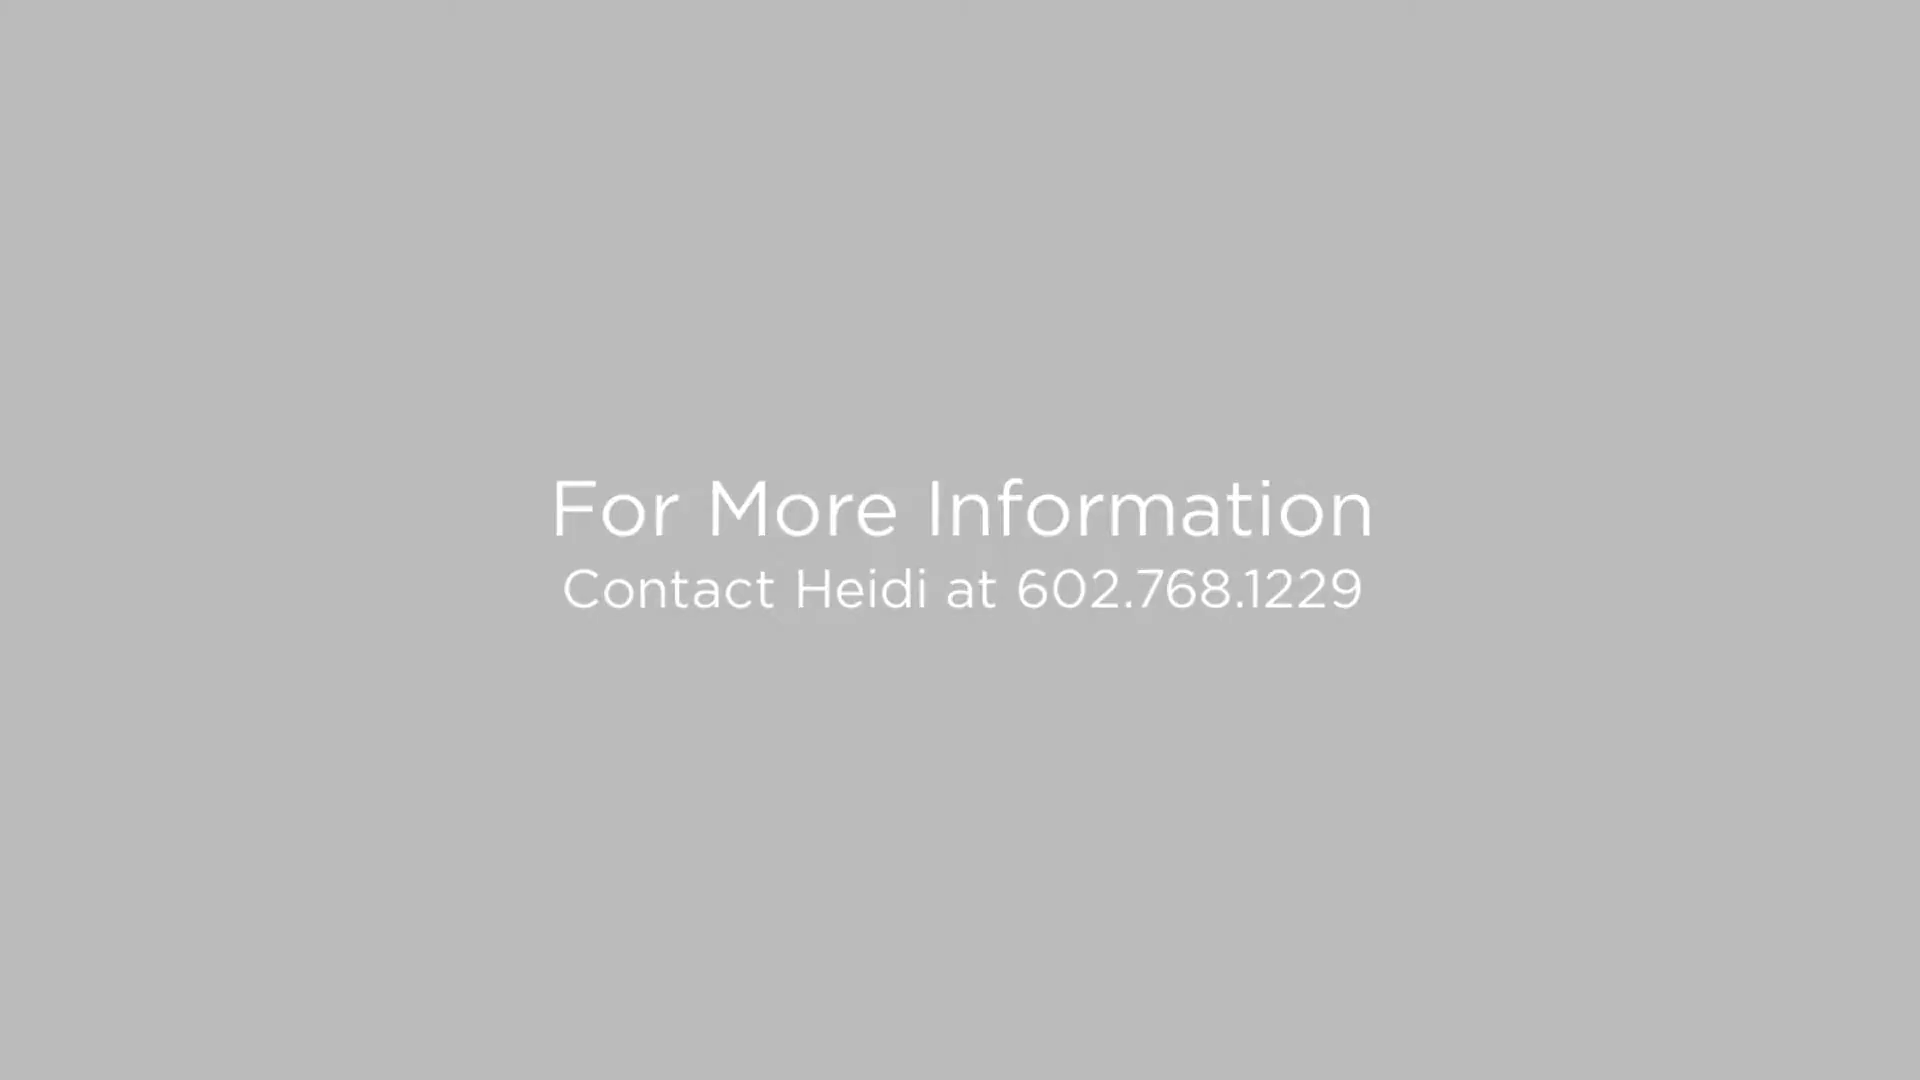 For More Information
Contact Heidi at 602.768.1229